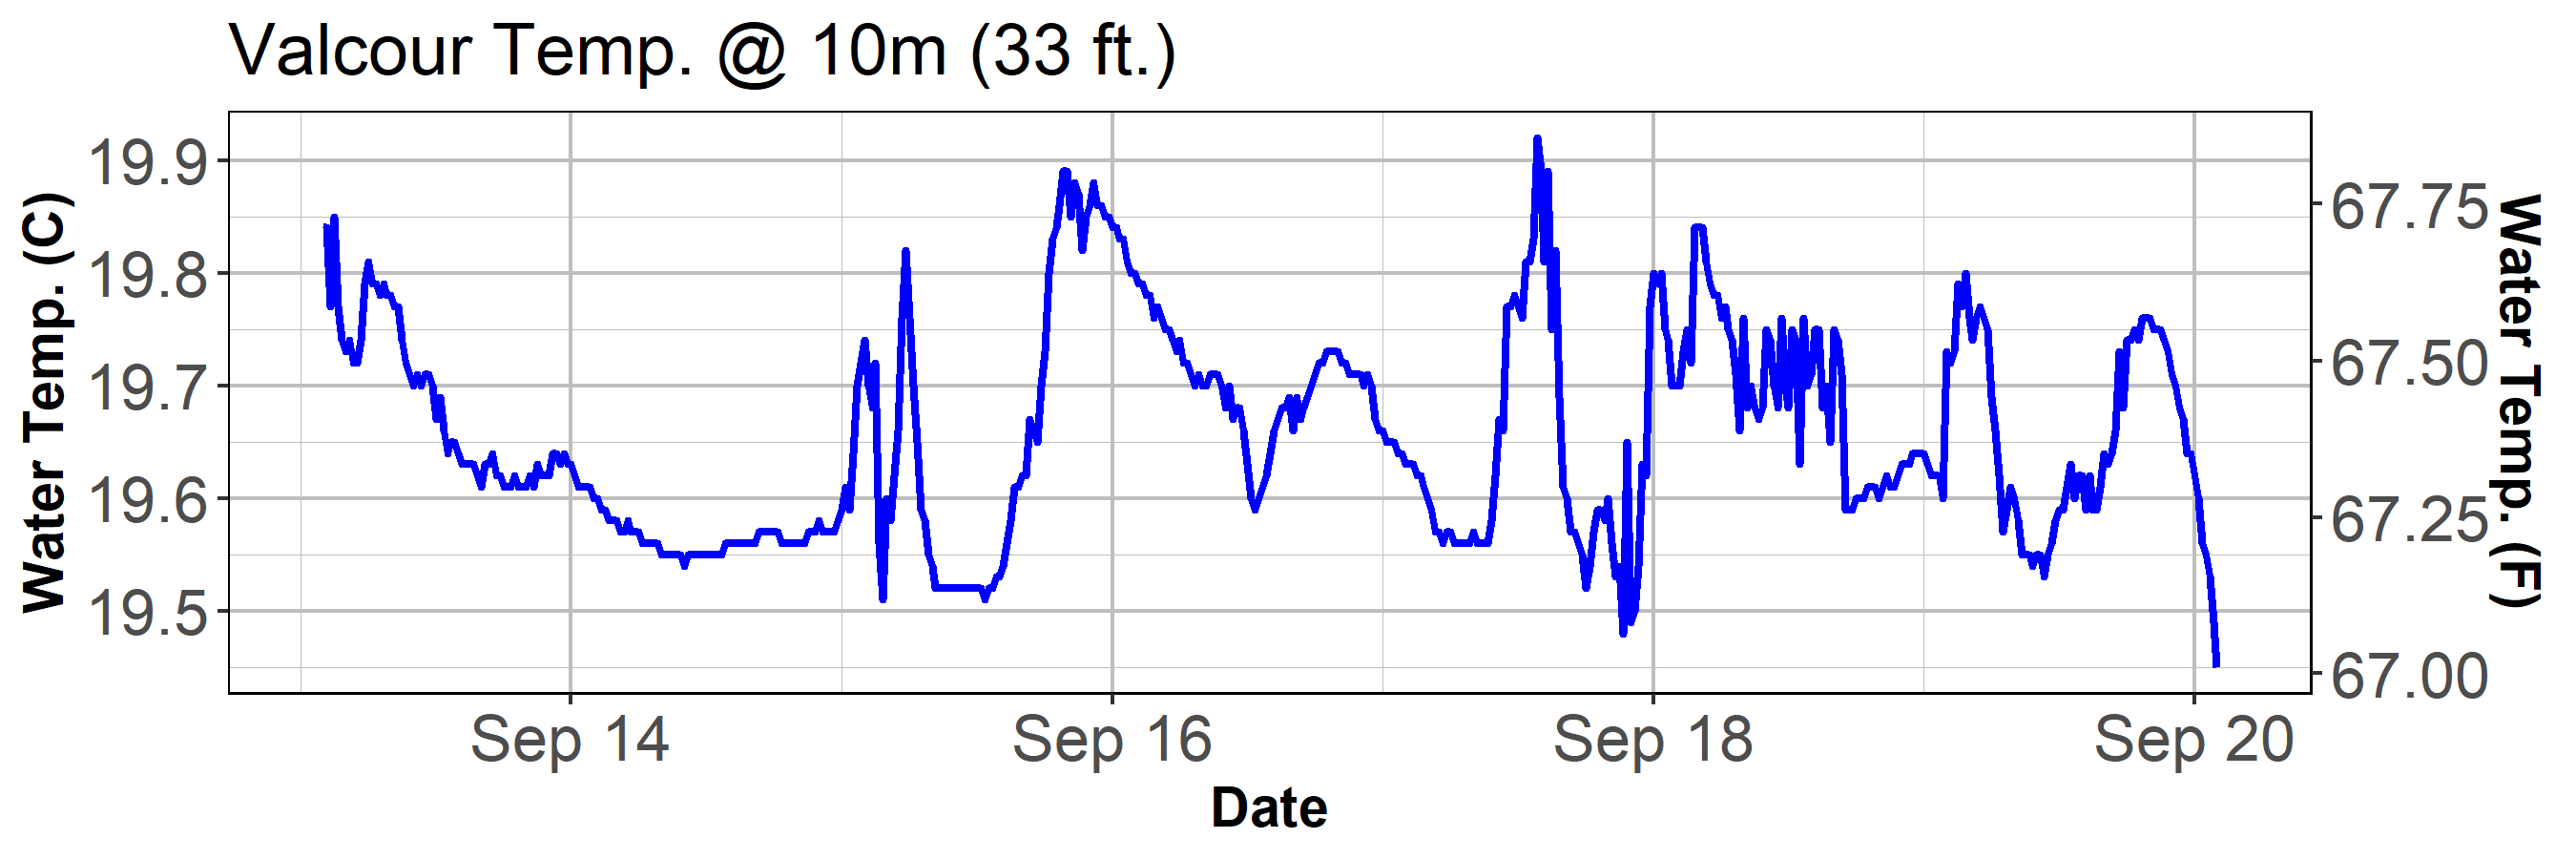 Valcour Temp. @ 10m (33 ft.)
Water Temp. (C)
19.9
19.8
19.7
19.6
19.5
67.75
67.50
67.25
67.00
Water Temp. (F)
Sep 14
Sep 16
Sep 18
Sep 20
Date